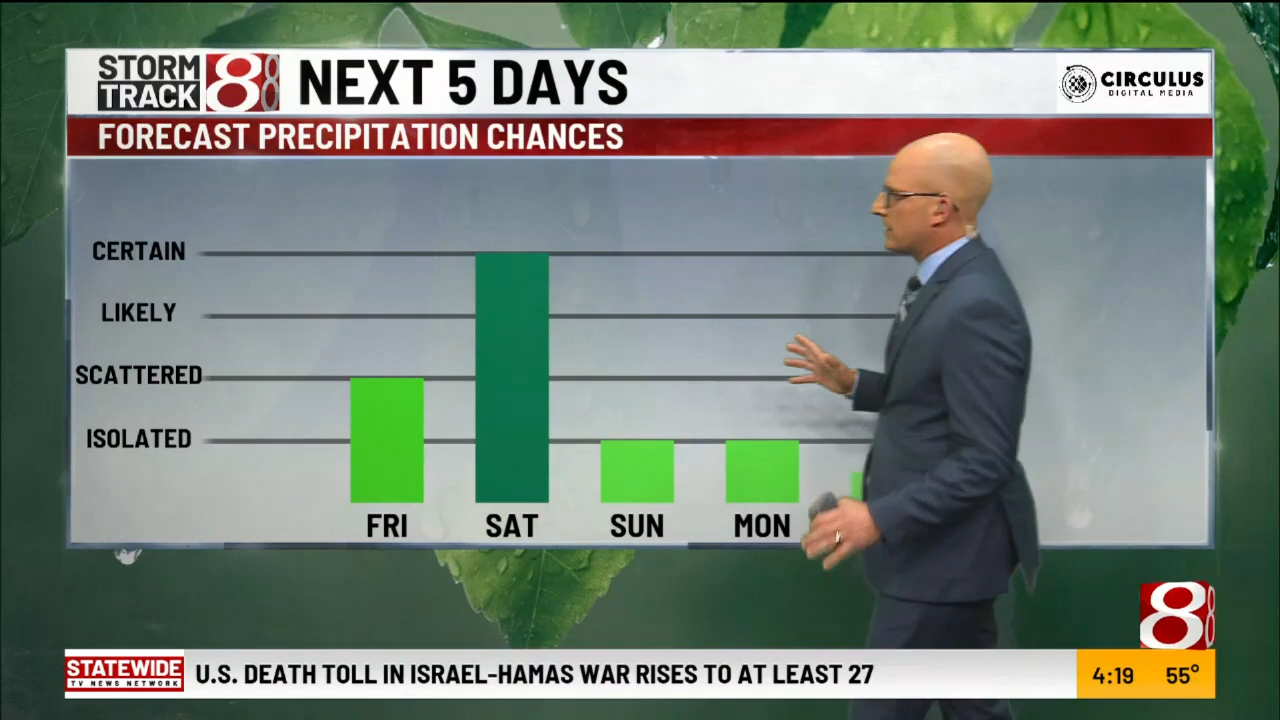 STORM
TRACK
8
8
NEXT 5 DAYS
CIRCULUS
DIGITAL MEDIA
FORECAST PRECIPITATION CHANCES
CERTAIN
LIKELY
SCATTERED
ISOLATED
FRI SAT SUN MON
8
8
STATEWIDE
TV NEWS NETWORK
U.S. DEATH TOLL IN ISRAEL-HAMAS WAR RISES TO AT LEAST 27
4:19 55°